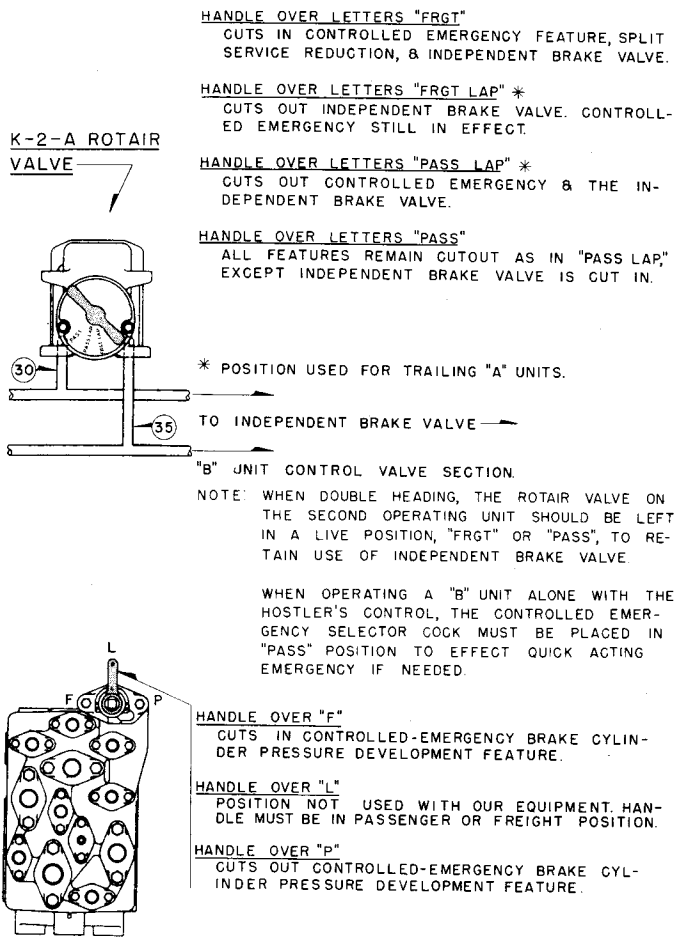 HANDLE OVER LETTERS "FRGT"
CUTS IN CONTROLLED EMERGENCY FEATURE, SPLIT
SERVICE REDUCTION, & INDEPENDENT BRAKE VALVE.
HANDLE OVER LETTERS "FRGT LAP" *
CUTS OUT INDEPENDENT BRAKE VALVE. CONTROLL-
ED EMERGENCY STILL IN EFFECT.
K-2-A ROTAIR
VALVE
HANDLE OVER LETTERS "PASS LAP" *
CUTS OUT CONTROLLED EMERGENCY & THE IN-
DEPENDENT BRAKE VALVE.
HANDLE OVER LETTERS "PASS"
ALL FEATURES REMAIN CUTOUT AS IN "PASS LAP,"
EXCEPT INDEPENDENT BRAKE VALVE IS CUT IN.
30
* POSITION USED FOR TRAILING "A" UNITS.
35
TO INDEPENDENT BRAKE VALVE
"B" UNIT CONTROL VALVE SECTION.
NOTE: WHEN DOUBLE HEADING, THE ROTAIR VALVE ON
THE SECOND OPERATING UNIT SHOULD BE LEFT
IN A LIVE POSITION, "FRGT" OR "PASS", TO RE-
TAIN USE OF INDEPENDENT BRAKE VALVE.
WHEN OPERATING A "B" UNIT ALONE WITH THE
HOSTLER'S CONTROL, THE CONTROLLED EMER-
GENCY SELECTOR COCK MUST BE PLACED IN
"PASS" POSITION TO EFFECT QUICK ACTING
EMERGENCY IF NEEDED.
L
F P
HANDLE OVER "F"
CUTS IN CONTROLLED-EMERGENCY BRAKE CYLIN-
DER PRESSURE DEVELOPMENT FEATURE.
HANDLE OVER "L"
POSITION NOT USED WITH OUR EQUIPMENT. HAN-
DLE MUST BE IN PASSENGER OR FREIGHT POSITION.
HANDLE OVER "P"
CUTS OUT CONTROLLED-EMERGENCY BRAKE CYL-
INDER PRESSURE DEVELOPMENT FEATURE.